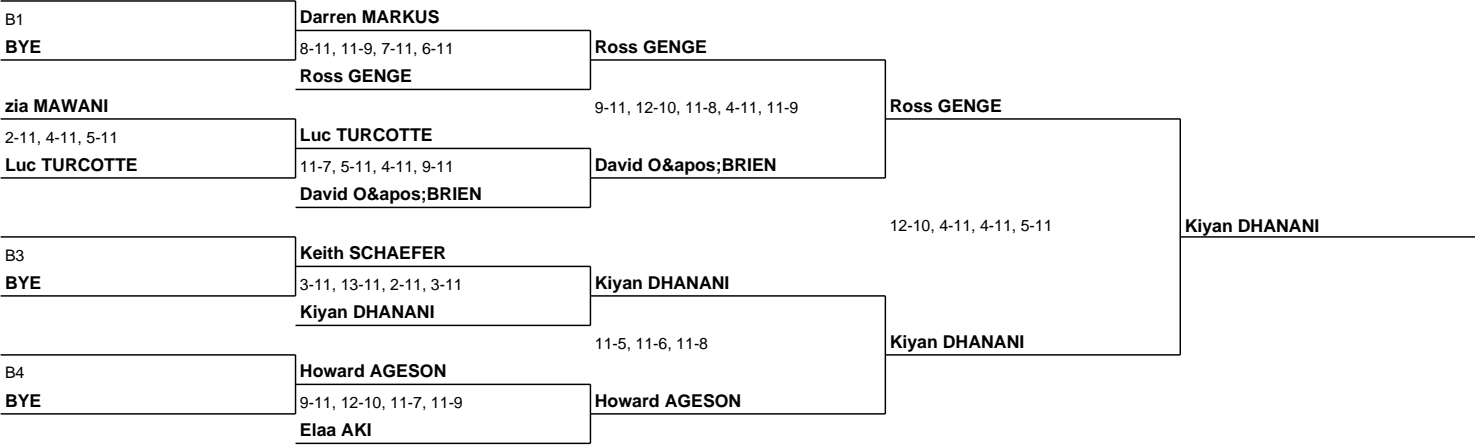 B1
BYE
zia MAWANI
2-11, 4-11, 5-11
Luc TURCOTTE
B3
BYE
B4
BYE
Darren MARKUS
8-11, 11-9, 7-11, 6-11
Ross GENGE
Luc TURCOTTE
11-7, 5-11, 4-11, 9-11
David O&apos;BRIEN
Keith SCHAEFER
3-11, 13-11, 2-11, 3-11
Kiyan DHANANI
Howard AGESON
9-11, 12-10, 11-7, 11-9
Elaa AKI
Ross GENGE
9-11, 12-10, 11-8, 4-11, 11-9
David O&apos;BRIEN
Kiyan DHANANI
11-5, 11-6, 11-8
Howard AGESON
Ross GENGE
12-10, 4-11, 4-11, 5-11
Kiyan DHANANI
Kiyan DHANANI